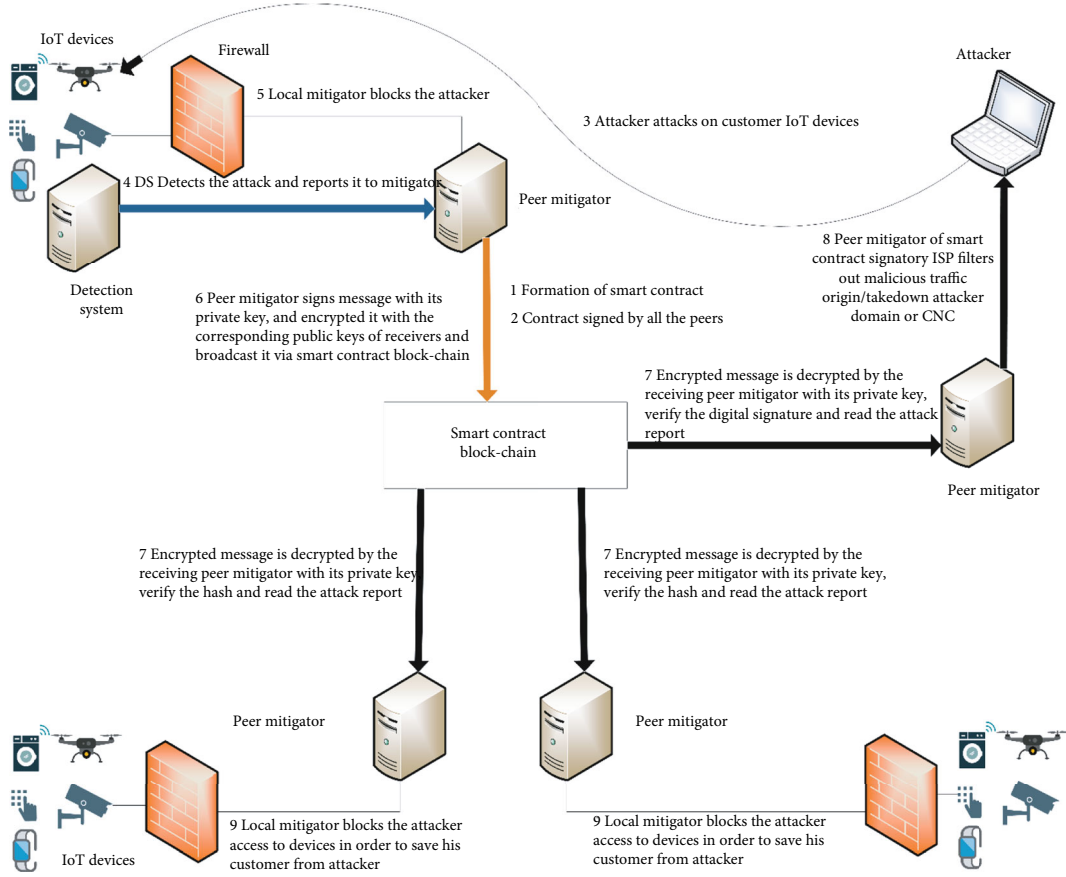 IoT devices
Firewall
Attacker
5 Local mitigator blocks the attacker
3 Attacker attacks on customer IoT devices
4 DS Detects the attack and reports it to mitigator
Peer mitigator
Detection
system
8 Peer mitigator of smart
contract signatory ISP filters
out malicious traffic
origin/takedown attacker
domain or CNC
6 Peer mitigator signs message with its
private key, and encrypted it with the
corresponding public keys of receivers and
broadcast it via smart contract block-chain
1 Formation of smart contract
2 Contract signed by all the peers
7 Encrypted message is decrypted by the
receiving peer mitigator with its private key,
verify the digital signature and read the attack
report
Smart contract
block-chain
Peer mitigator
7 Encrypted message is decrypted by the
receiving peer mitigator with its private key,
verify the hash and read the attack report
7 Encrypted message is decrypted by the
receiving peer mitigator with its private key,
verify the hash and read the attack report
Peer mitigator
Peer mitigator
9 Local mitigator blocks the attacker
access to devices in order to save his
customer from attacker
IoT devices
9 Local mitigator blocks the attacker
access to devices in order to save his
customer from attacker